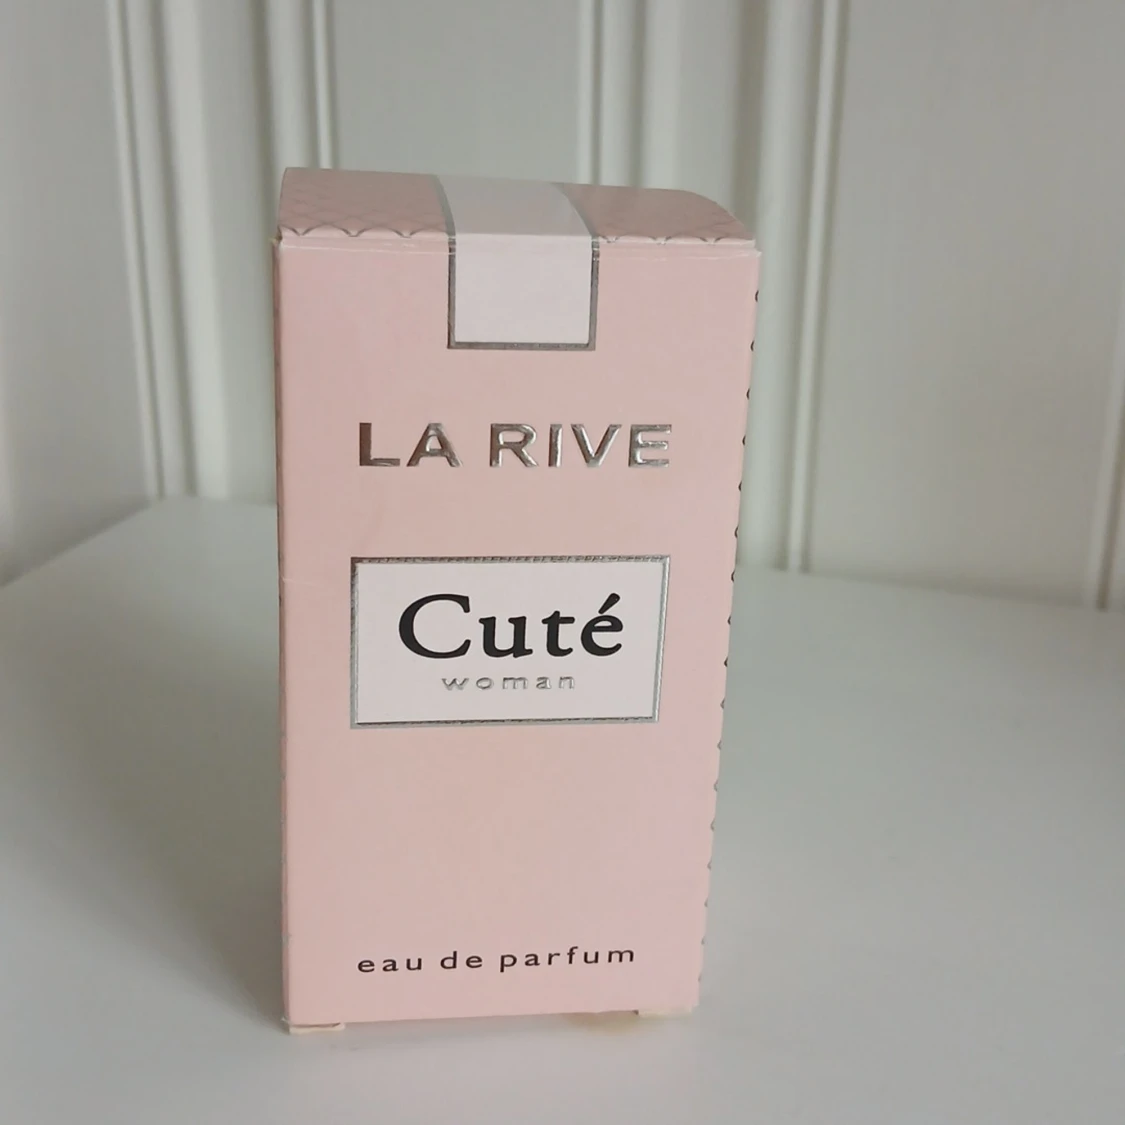 LA RIVE
Cuté
woman
eau de parfum